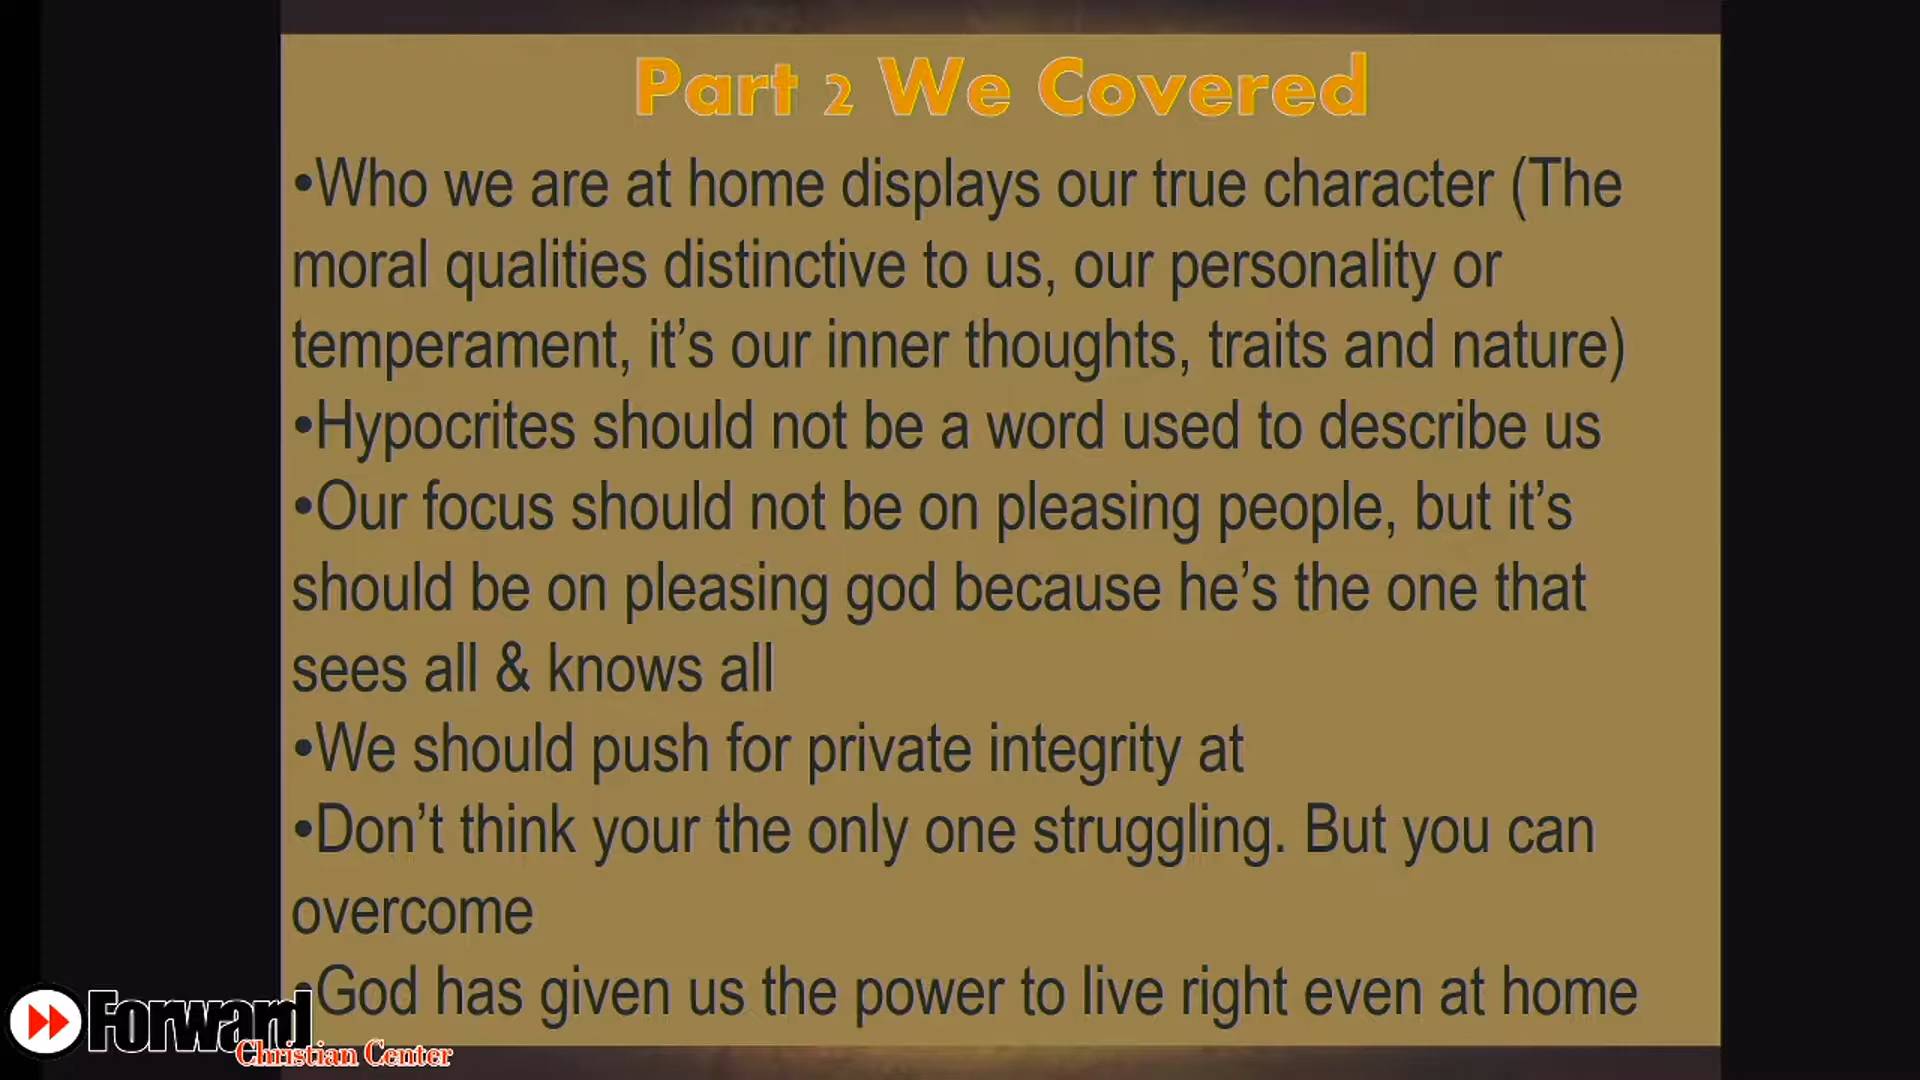 Part 2 We Covered
•Who we are at home displays our true character (The
moral qualities distinctive to us, our personality or
temperament, it’s our inner thoughts, traits and nature)
•Hypocrites should not be a word used to describe us
•Our focus should not be on pleasing people, but it’s
should be on pleasing god because he’s the one that
sees all & knows all
•We should push for private integrity at
•Don’t think your the only one struggling. But you can
overcome
•God has given us the power to live right even at home
Forward
Christian Center